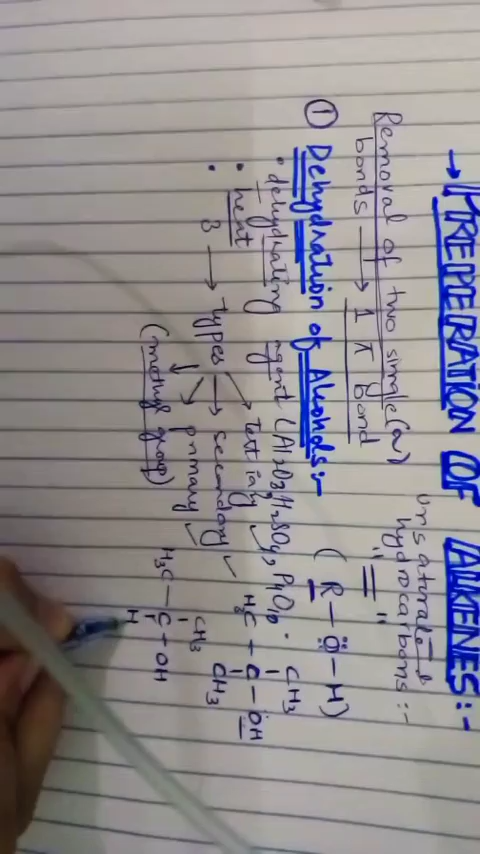 → PREPERATION OF ALKENES:-
unsaturated
hydrocarbons:-
Removal of two single(σ)
bonds → 1 π bond
" = "
① Dehydration of Alcohols:-
(R-Ö-H)
• dehydrating agent (Al2O3, H2SO4, P4O10.
• heat
• 3 → types → tertiary ✓
→ secondary ✓
→ primary ✓
(methyl group)
CH3
H3C + C - OH
CH3
CH3
H3C - C + OH
H